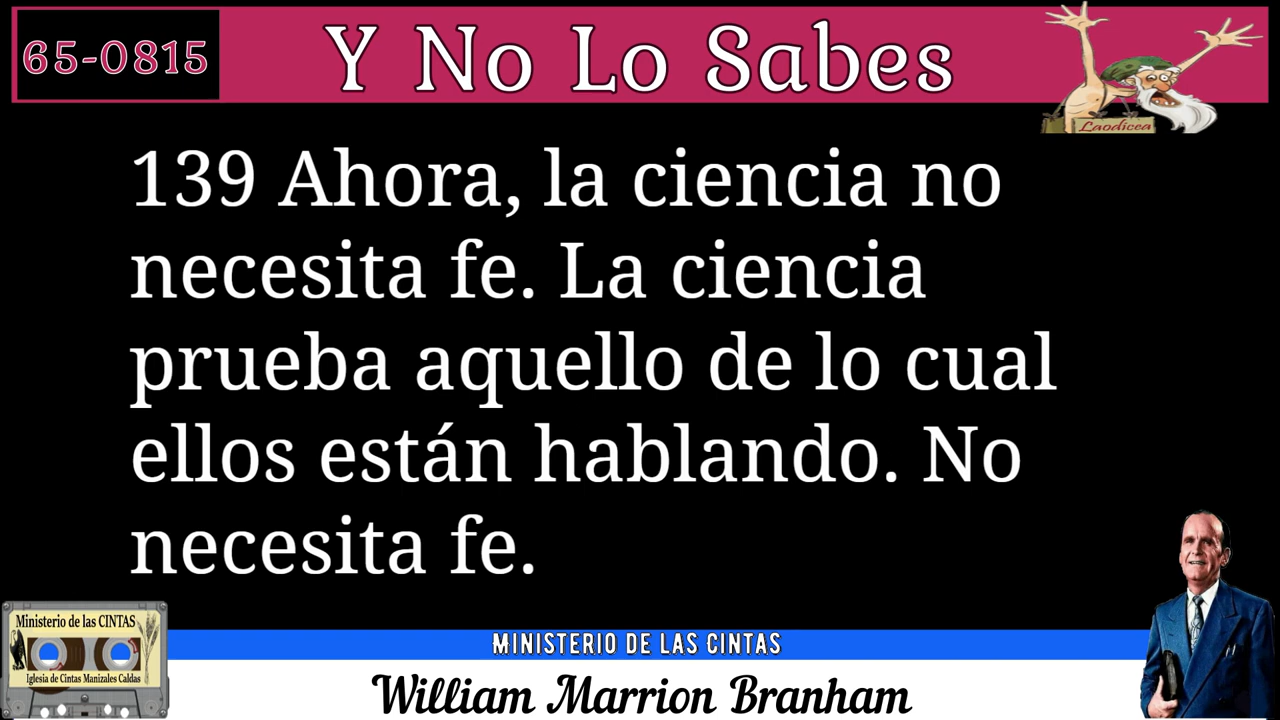 65-0815
Y No Lo Sabes
Laodicea
139 Ahora, la ciencia no
necesita fe. La ciencia
prueba aquello de lo cual
ellos están hablando. No
necesita fe.
Ministerio de las CINTAS
Iglesia de Cintas Manizales Caldas
MINISTERIO DE LAS CINTAS
William Marrion Branham